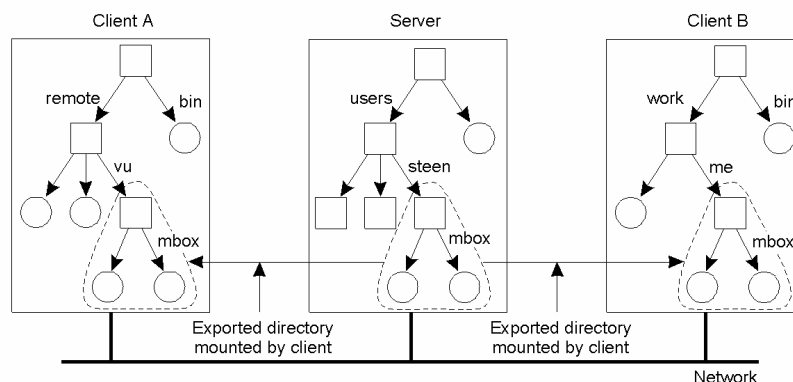 Client A
Server
Client B
remote
bin
users
work
bin
vu
steen
me
mbox
mbox
mbox
Exported directory
mounted by client
Exported directory
mounted by client
Network